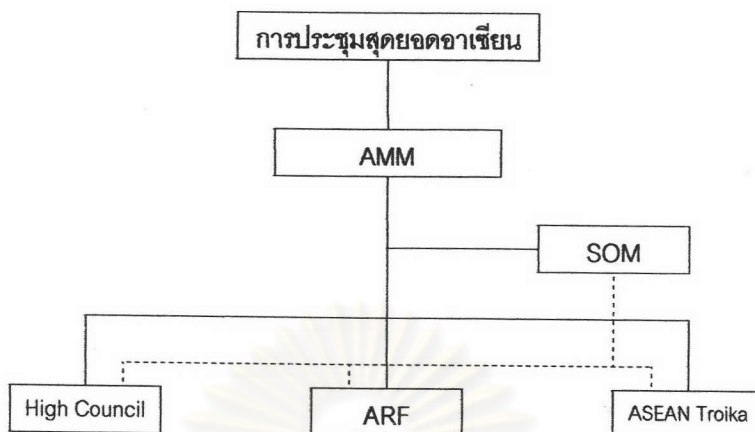 การประชุมสุดยอดอาเซียน
AMM
SOM
High Council
ARF
ASEAN Troika